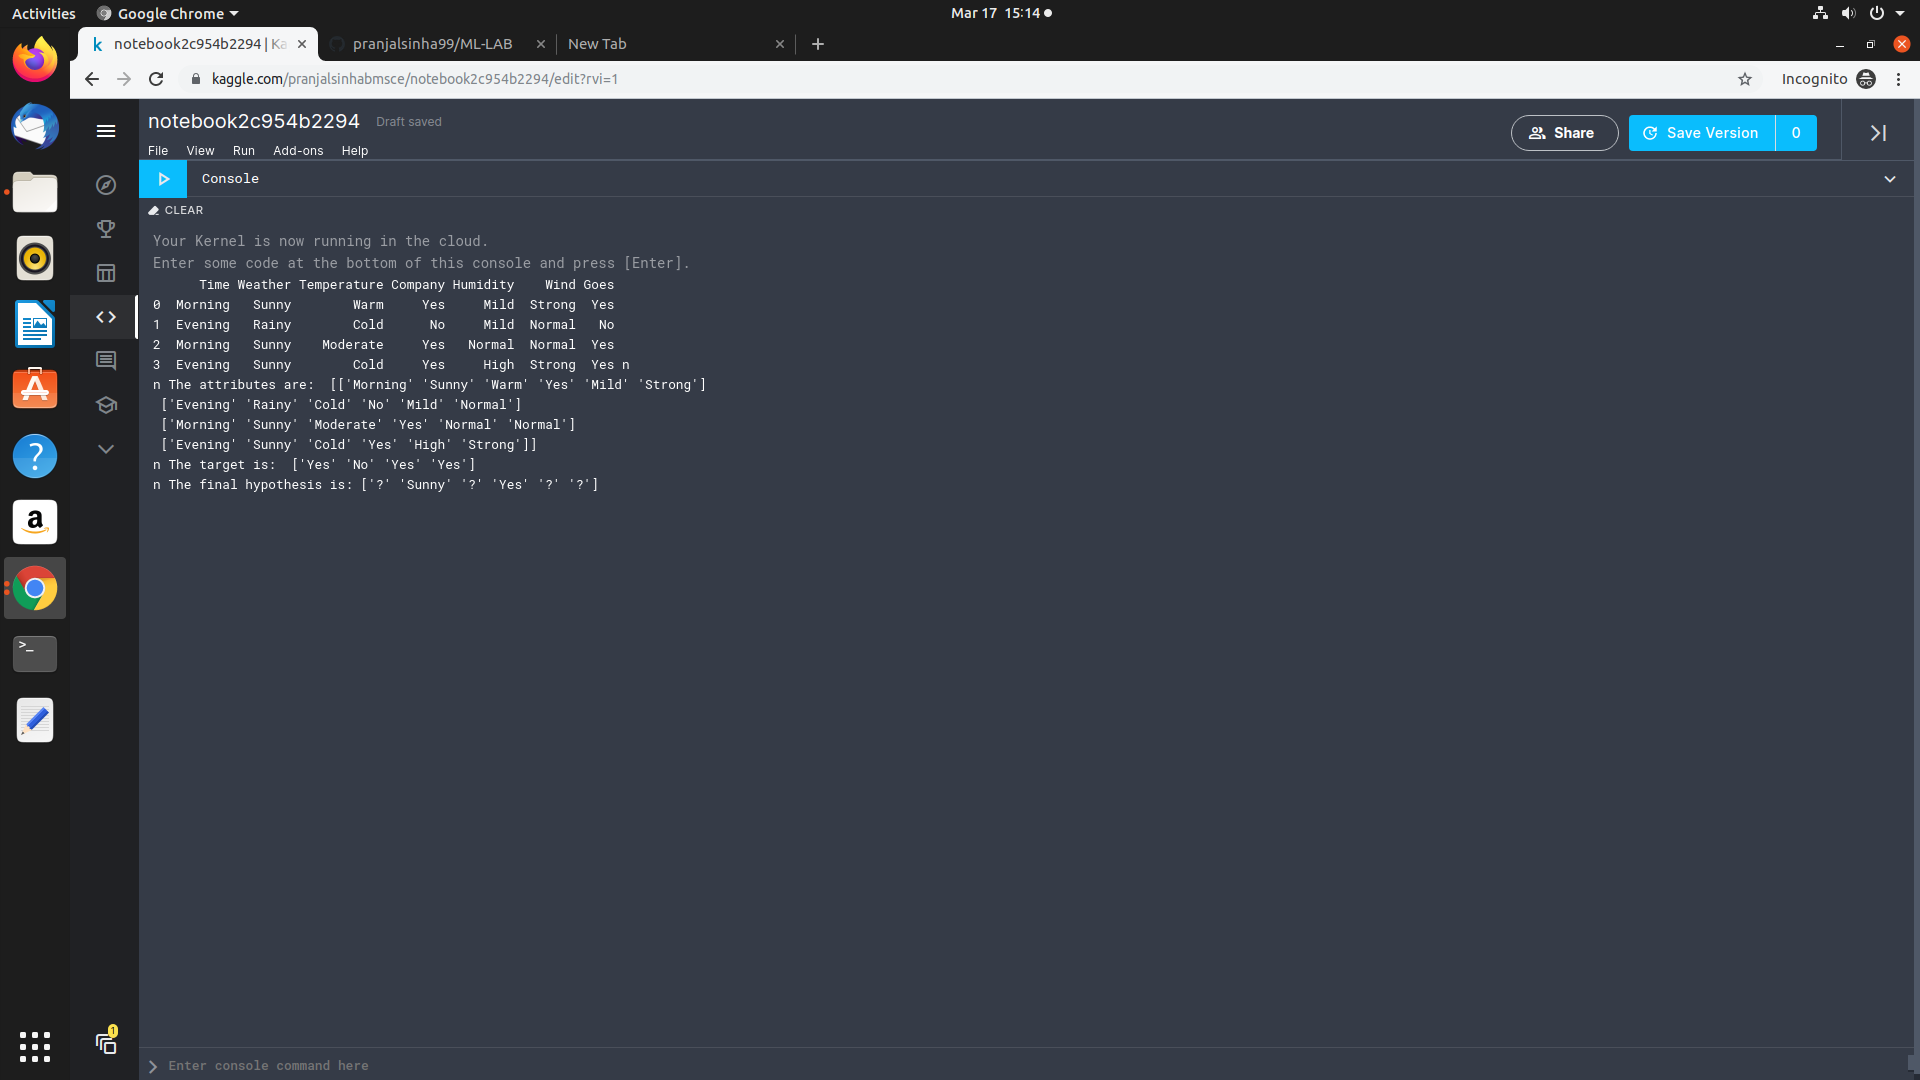 Activities Google Chrome Mar 17 15:14
notebook2c954b2294 | Ka pranjalsinha99/ML-LAB New Tab
kaggle.com/pranjalsinhabmsce/notebook2c954b2294/edit?rvi=1 Incognito
notebook2c954b2294 Draft saved
Share Save Version 0
File View Run Add-ons Help
Console
CLEAR
Your Kernel is now running in the cloud.
Enter some code at the bottom of this console and press [Enter].
Time Weather Temperature Company Humidity Wind Goes
0 Morning Sunny Warm Yes Mild Strong Yes
1 Evening Rainy Cold No Mild Normal No
2 Morning Sunny Moderate Yes Normal Normal Yes
3 Evening Sunny Cold Yes High Strong Yes n
n The attributes are: [['Morning' 'Sunny' 'Warm' 'Yes' 'Mild' 'Strong']
['Evening' 'Rainy' 'Cold' 'No' 'Mild' 'Normal']
['Morning' 'Sunny' 'Moderate' 'Yes' 'Normal' 'Normal']
['Evening' 'Sunny' 'Cold' 'Yes' 'High' 'Strong']]
n The target is: ['Yes' 'No' 'Yes' 'Yes']
n The final hypothesis is: ['?' 'Sunny' '?' 'Yes' '?' '?']
1
Enter console command here